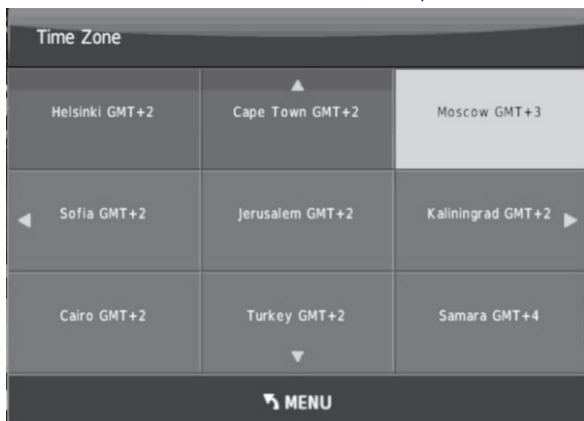 Time Zone
Helsinki GMT+2
Cape Town GMT+2
Moscow GMT+3
Sofia GMT+2
Jerusalem GMT+2
Kaliningrad GMT+2
Cairo GMT+2
Turkey GMT+2
Samara GMT+4
MENU